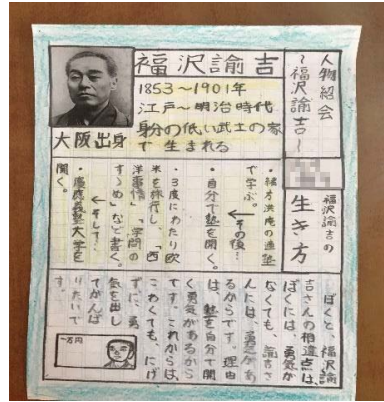 人物紹会
〜福沢諭吉〜
福沢諭吉
1853〜1901年
江戸〜明治時代
身分の低い武士の家
で生まれる
大阪出身
福沢諭吉の
生き方
・緒方洪庵の適塾
で学ぶ。
←その後…
・自分で塾を開く。
・3度にわたり欧
米を旅行し、「西
洋事情」「学問の
すゝめ」など書く。
←そして…
・慶應義塾大学を
開く。
ぼくと、福沢諭
吉さんの相違点は、
ぼくには、勇気が
なくても、諭吉さ
んには、勇気があ
るからです。理由
は、塾を自分で開
く勇気があるから
です。これからは、
こわくても、にげ
ずに、勇
気を出し
てがんば
りたいで
す。
一万円